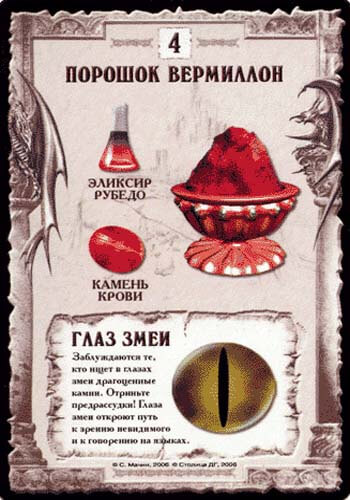 4
ПОРОШОК ВЕРМИЛЛОН
ЭЛИКСИР
РУБЕДО
КАМЕНЬ
КРОВИ
ГЛАЗ ЗМЕИ
Заблуждаются те,
кто ищет в глазах
змеи драгоценные
камни. Отриньте
предрассудки! Глаза
змеи откроют путь
к зрению невидимого
и к говорению на языках.
© С. Мачин, 2006 © Столица ДГ, 2006